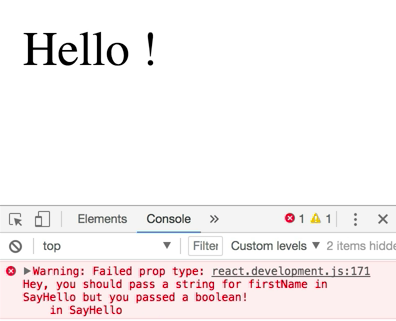 Hello !
Elements Console » 1 1
top Filter Custom levels ▼ 2 items hidde
▶Warning: Failed prop type: react.development.js:171
Hey, you should pass a string for firstName in
SayHello but you passed a boolean!
in SayHello